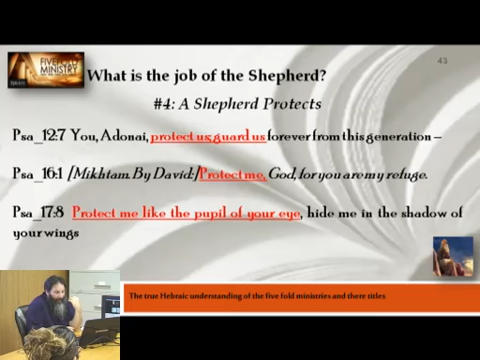 FIVEFOLD
MINISTRY
43
What is the job of the Shepherd?
#4: A Shepherd Protects
Psa_12:7 You, Adonai, protect us; guard us forever from this generation –
Psa_16:1 [Mikhtam. By David:] Protect me, God, for you are my refuge.
Psa_17:8 Protect me like the pupil of your eye, hide me in the shadow of
your wings
The true Hebraic understanding of the five fold ministries and there titles